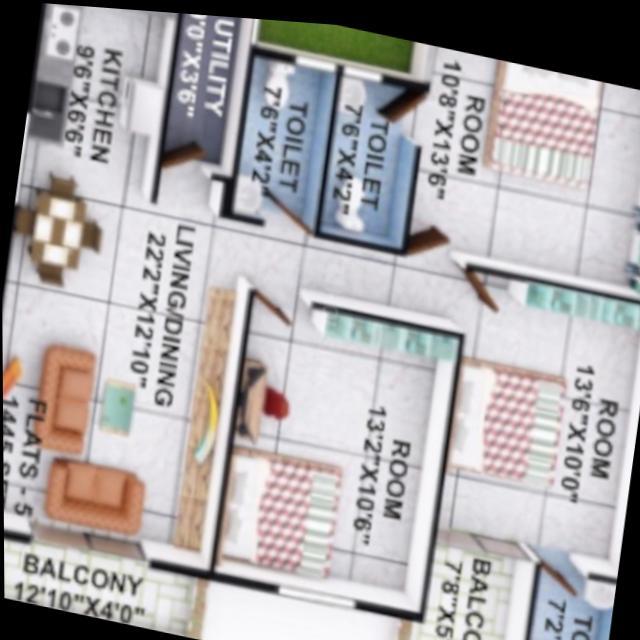 KITCHEN
9'6"X6'6"
UTILITY
0"X3'6"
TOILET
7'6"X4'2"
TOILET
7'6"X4'2"
ROOM
10'8"X13'6"
LIVING/DINING
22'2"X12'10"
ROOM
13'2"X10'6"
ROOM
13'6"X10'0"
FLATS - 5
BALCONY
12'10"X4'0"
BALCO
7'8"X5
TO
7'2"